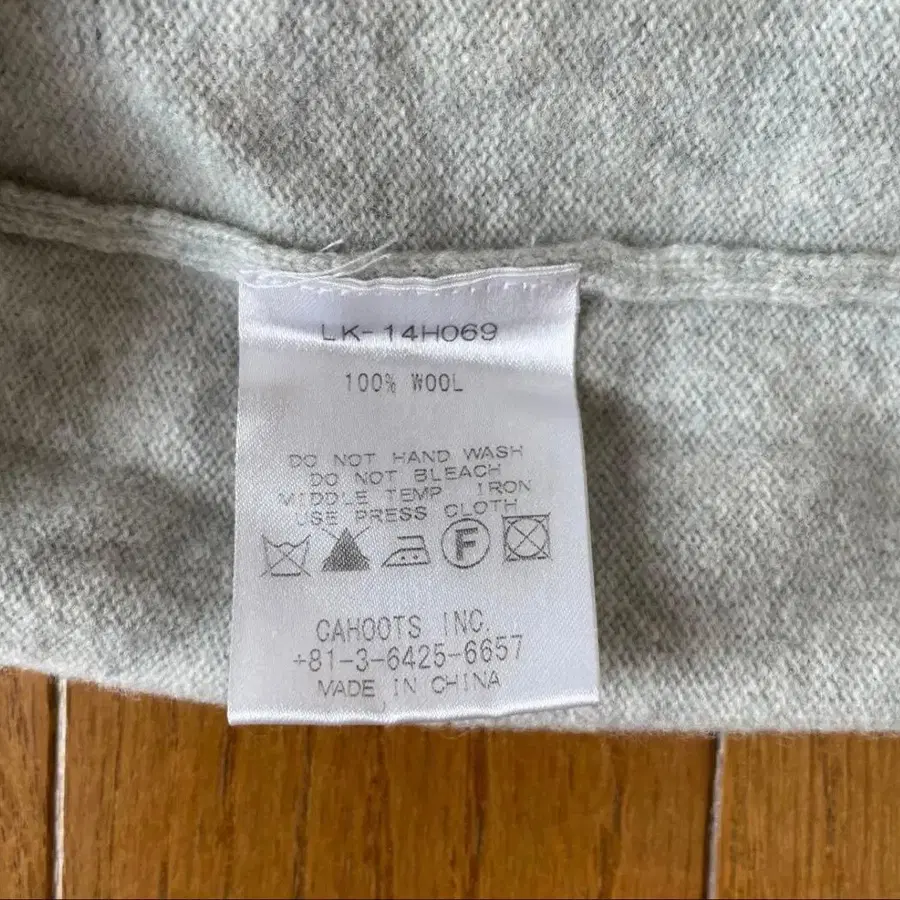 LK-14H069
100% WOOL
DO NOT HAND WASH
DO NOT BLEACH
MIDDLE TEMP IRON
USE PRESS CLOTH
F
CAHOOTS INC.
+81-3-6425-6657
MADE IN CHINA